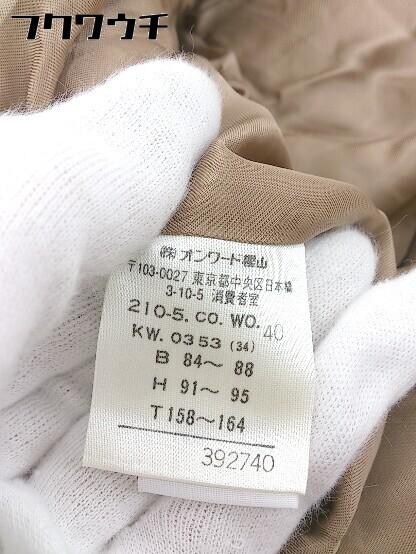 フクウクチ
㈱オンワード樫山
〒103-0027 東京都中央区日本橋
3-10-5 消費者室
210-5. CO. WO. 40
KW. 0353 (34)
B 84〜 88
H 91〜 95
T 158〜164
392740